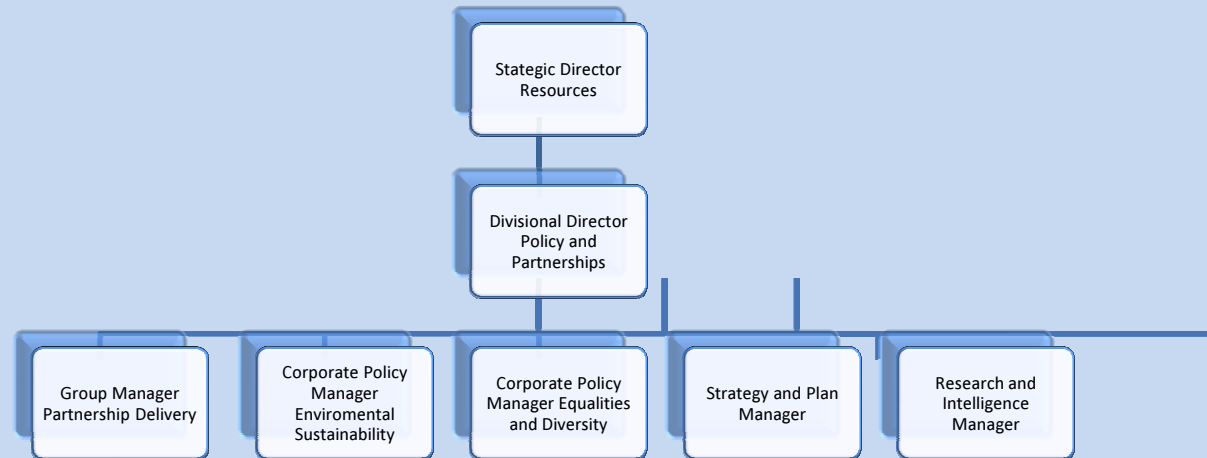 Stategic Director
Resources
Divisional Director
Policy and
Partnerships
Group Manager
Partnership Delivery
Corporate Policy
Manager
Enviromental
Sustainability
Corporate Policy
Manager Equalities
and Diversity
Strategy and Plan
Manager
Research and
Intelligence
Manager